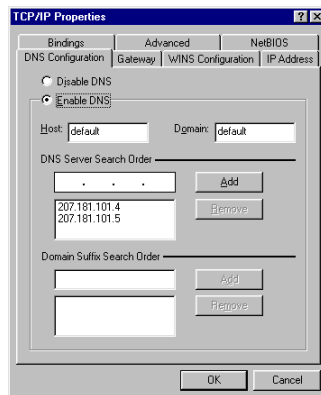 TCP/IP Properties
Bindings Advanced NetBIOS
DNS Configuration Gateway WINS Configuration IP Address
Disable DNS
Enable DNS
Host: default Domain: default
DNS Server Search Order
. . . Add
207.181.101.4 Remove
207.181.101.5
Domain Suffix Search Order
Add
Remove
OK Cancel